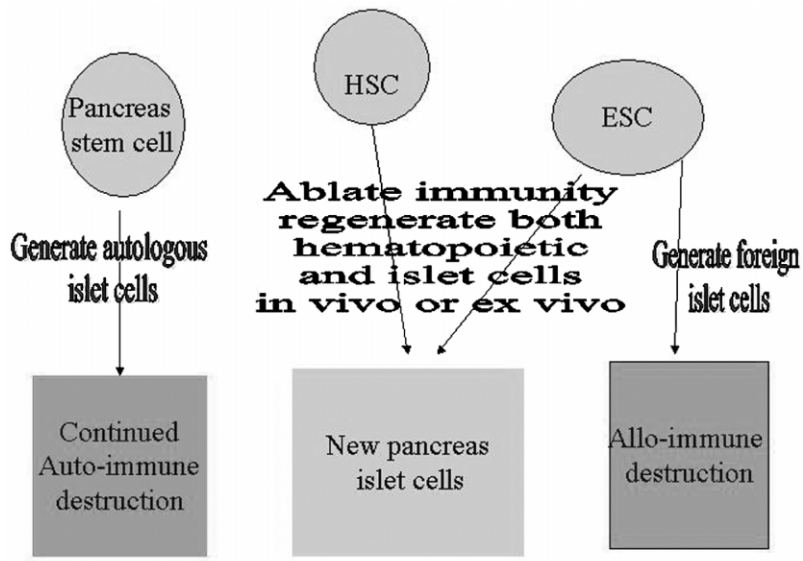 Pancreas
stem cell
HSC
ESC
Generate autologous
islet cells
Ablate immunity
regenerate both
hematopoietic
and islet cells
in vivo or ex vivo
Generate foreign
islet cells
Continued
Auto-immune
destruction
New pancreas
islet cells
Allo-immune
destruction